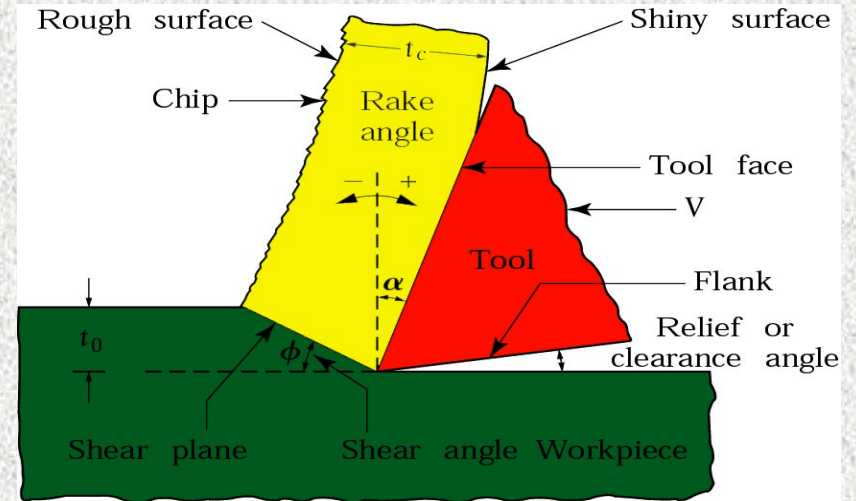 Rough surface
Shiny surface
t_c
Chip
Rake
angle
Tool face
− +
V
α
Tool
Flank
t_0
ϕ
Relief or
clearance angle
Shear plane
Shear angle
Workpiece